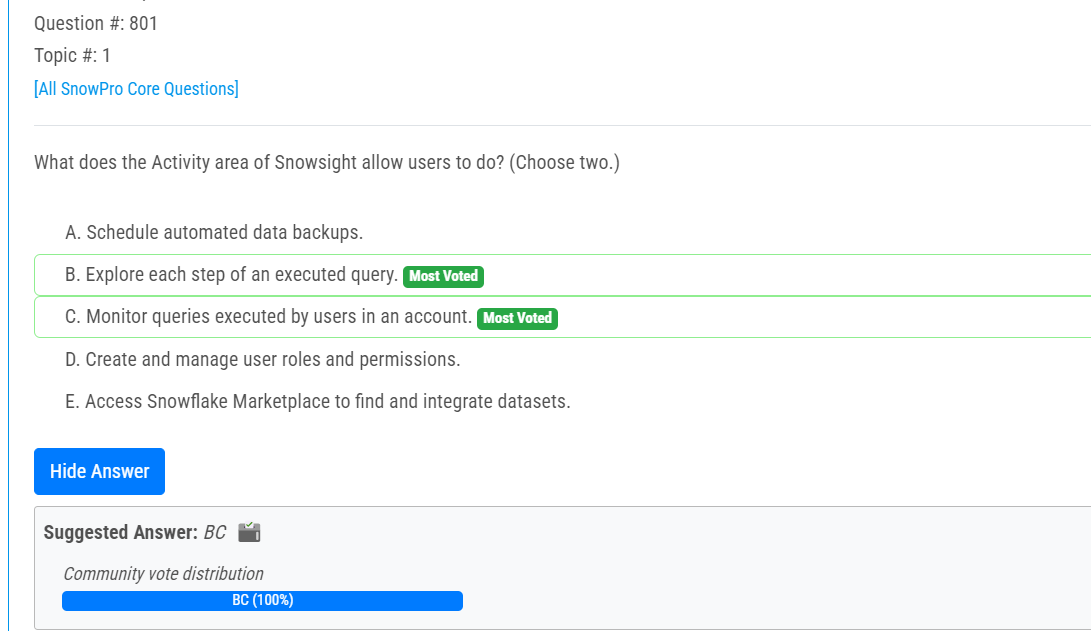 Question #: 801
Topic #: 1
[All SnowPro Core Questions]
What does the Activity area of Snowsight allow users to do? (Choose two.)
A. Schedule automated data backups.
B. Explore each step of an executed query. Most Voted
C. Monitor queries executed by users in an account. Most Voted
D. Create and manage user roles and permissions.
E. Access Snowflake Marketplace to find and integrate datasets.
Hide Answer
Suggested Answer: BC
Community vote distribution
BC (100%)